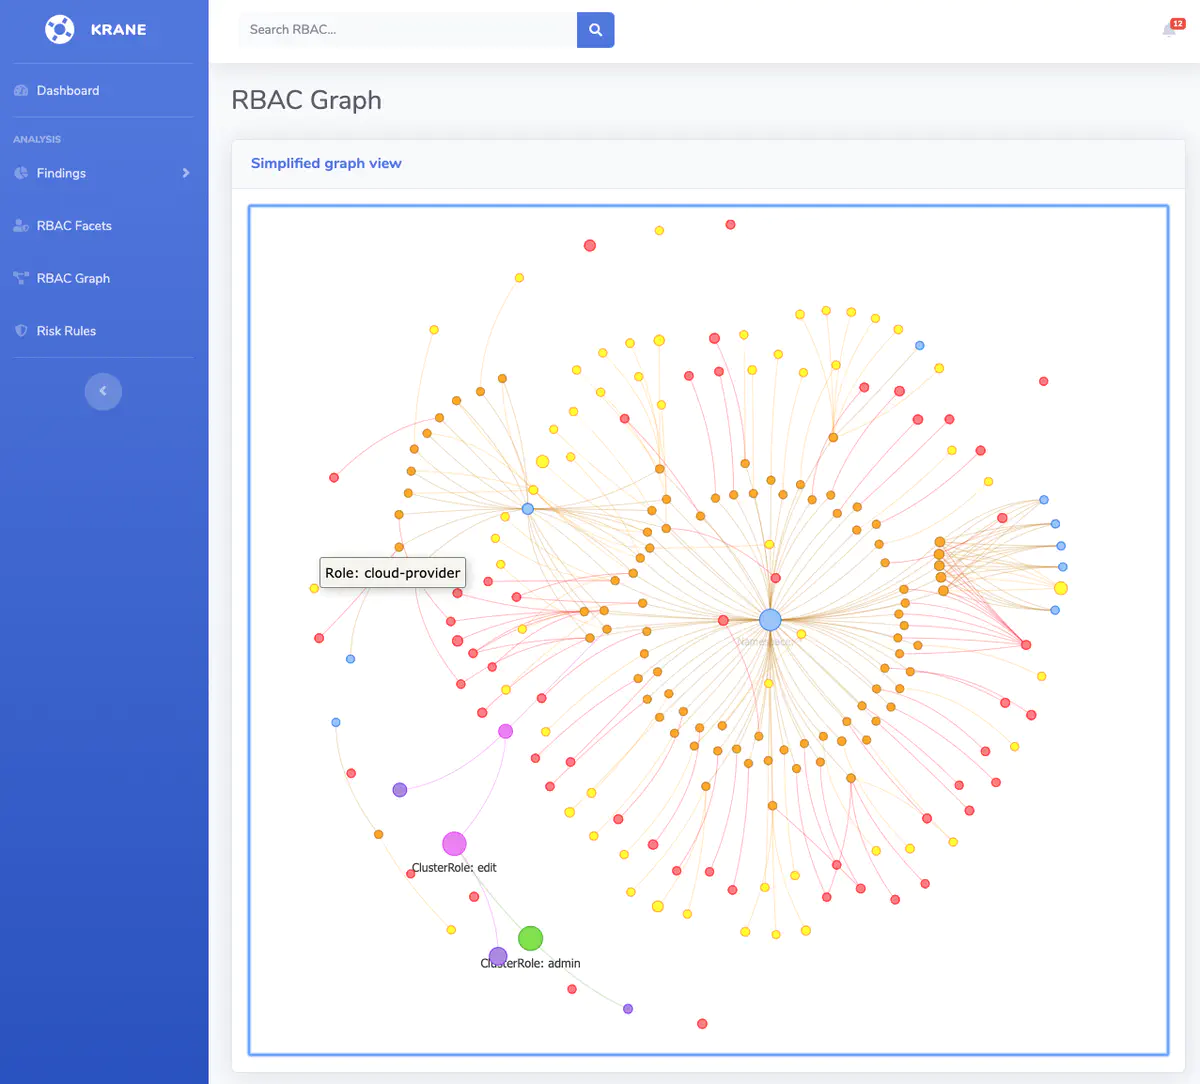 KRANE
Search RBAC...
12
Dashboard
ANALYSIS
Findings
RBAC Facets
RBAC Graph
Risk Rules
RBAC Graph
Simplified graph view
Role: cloud-provider
ClusterRole: edit
ClusterRole: admin